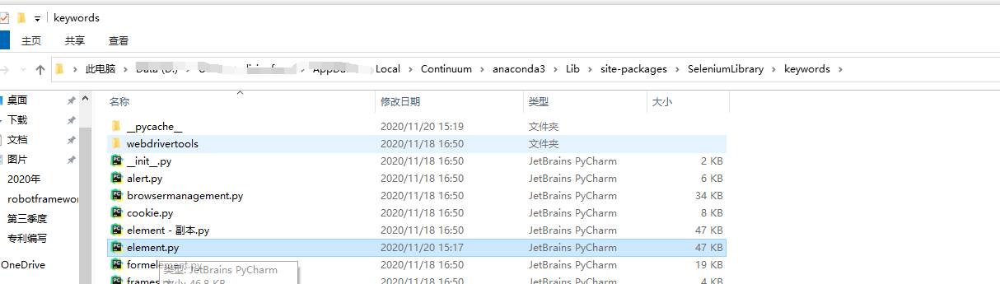 keywords
主页 共享 查看
此电脑 Local Continuum anaconda3 Lib site-packages SeleniumLibrary keywords
名称 修改日期 类型 大小
桌面
下载
文档
图片
2020年
robotframewor
第三季度
专利编写
OneDrive
__pycache__ 2020/11/20 15:19 文件夹
webdrivertools 2020/11/18 16:50 文件夹
__init__.py 2020/11/18 16:50 JetBrains PyCharm 2 KB
alert.py 2020/11/18 16:50 JetBrains PyCharm 6 KB
browsermanagement.py 2020/11/18 16:50 JetBrains PyCharm 34 KB
cookie.py 2020/11/18 16:50 JetBrains PyCharm 8 KB
element - 副本.py 2020/11/18 16:50 JetBrains PyCharm 47 KB
element.py 2020/11/20 15:17 JetBrains PyCharm 47 KB
formelement.py 2020/11/18 16:50 JetBrains PyCharm 19 KB
类型: JetBrains PyCharm
frames 2020/11/18 16:50 JetBrains PyCharm 4 KB
大小: 46.8 KB